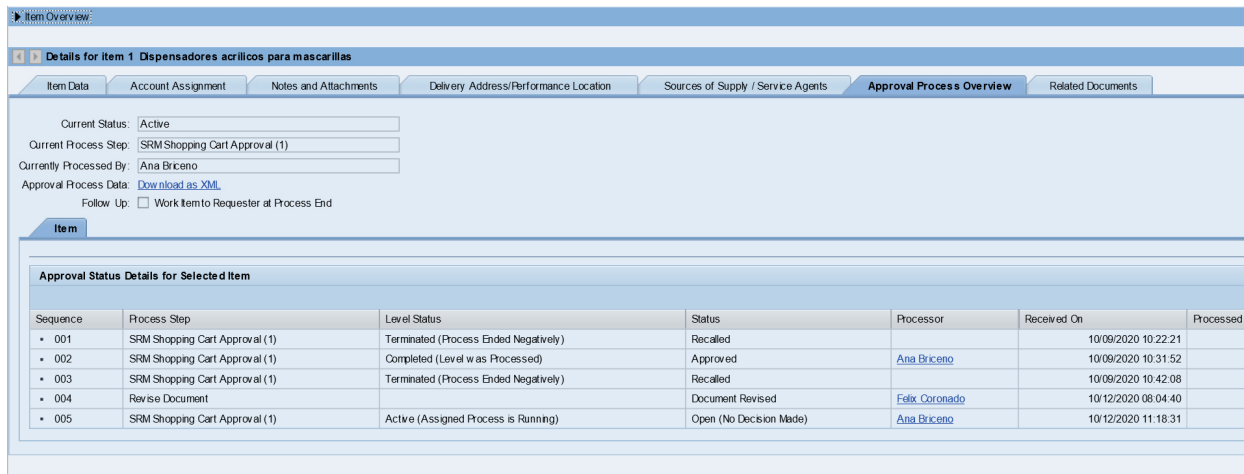 Item Overview
Details for item 1 Dispensadores acrilicos para mascarillas
Item Data Account Assignment Notes and Attachments Delivery Address/Performance Location Sources of Supply / Service Agents Approval Process Overview Related Documents
Current Status: Active
Current Process Step: SRM Shopping Cart Approval (1)
Currently Processed By: Ana Briceno
Approval Process Data: Download as XML
Follow Up: Work Item to Requester at Process End
Item
Approval Status Details for Selected Item
Sequence Process Step Level Status Status Processor Received On Processed
001 SRM Shopping Cart Approval (1) Terminated (Process Ended Negatively) Recalled 10/09/2020 10:22:21
002 SRM Shopping Cart Approval (1) Completed (Level was Processed) Approved Ana Briceno 10/09/2020 10:31:52
003 SRM Shopping Cart Approval (1) Terminated (Process Ended Negatively) Recalled 10/09/2020 10:42:08
004 Revise Document Document Revised Felix Coronado 10/12/2020 08:04:40
005 SRM Shopping Cart Approval (1) Active (Assigned Process is Running) Open (No Decision Made) Ana Briceno 10/12/2020 11:18:31